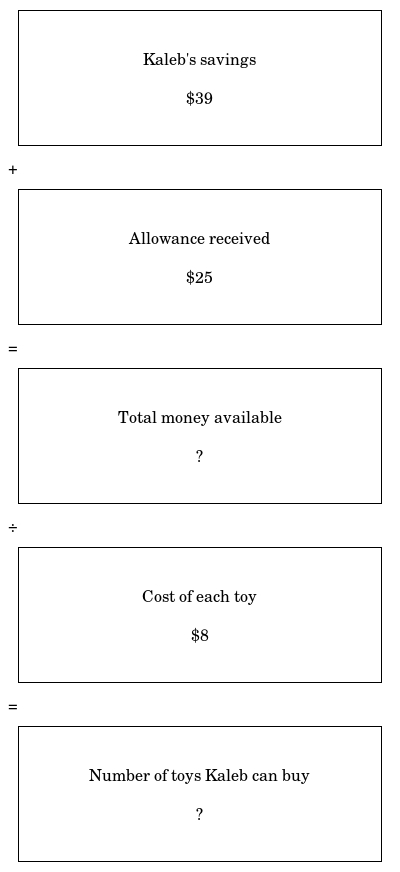 Kaleb's savings
$39
+
Allowance received
$25
=
Total money available
?
÷
Cost of each toy
$8
=
Number of toys Kaleb can buy
?